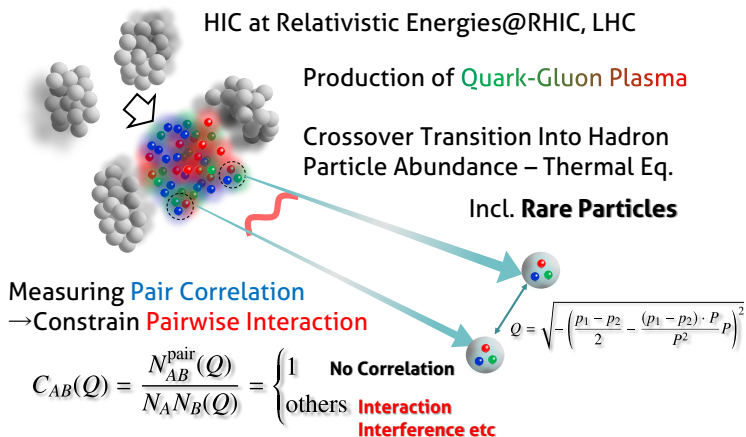 HIC at Relativistic Energies@RHIC, LHC
Production of Quark-Gluon Plasma
Crossover Transition Into Hadron
Particle Abundance – Thermal Eq.
Incl. Rare Particles
Measuring Pair Correlation
→Constrain Pairwise Interaction
Q = √(−((p₁ − p₂)/2 − ((p₁ − p₂) · P)/P² P)²)
C_AB(Q) = N_AB^pair(Q) / N_A N_B(Q) = { 1 No Correlation
others Interaction
Interference etc